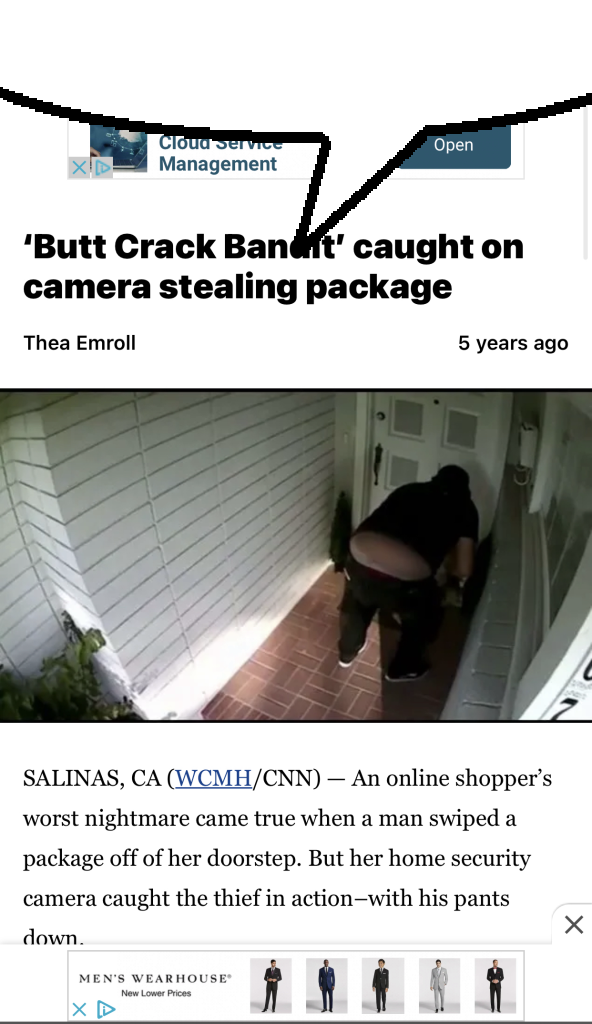 Cloud Service
Management
Open
‘Butt Crack Bandit’ caught on
camera stealing package
Thea Emroll
5 years ago
7
SALINAS, CA (WCMH/CNN) — An online shopper’s
worst nightmare came true when a man swiped a
package off of her doorstep. But her home security
camera caught the thief in action–with his pants
down.
MEN'S WEARHOUSE®
New Lower Prices